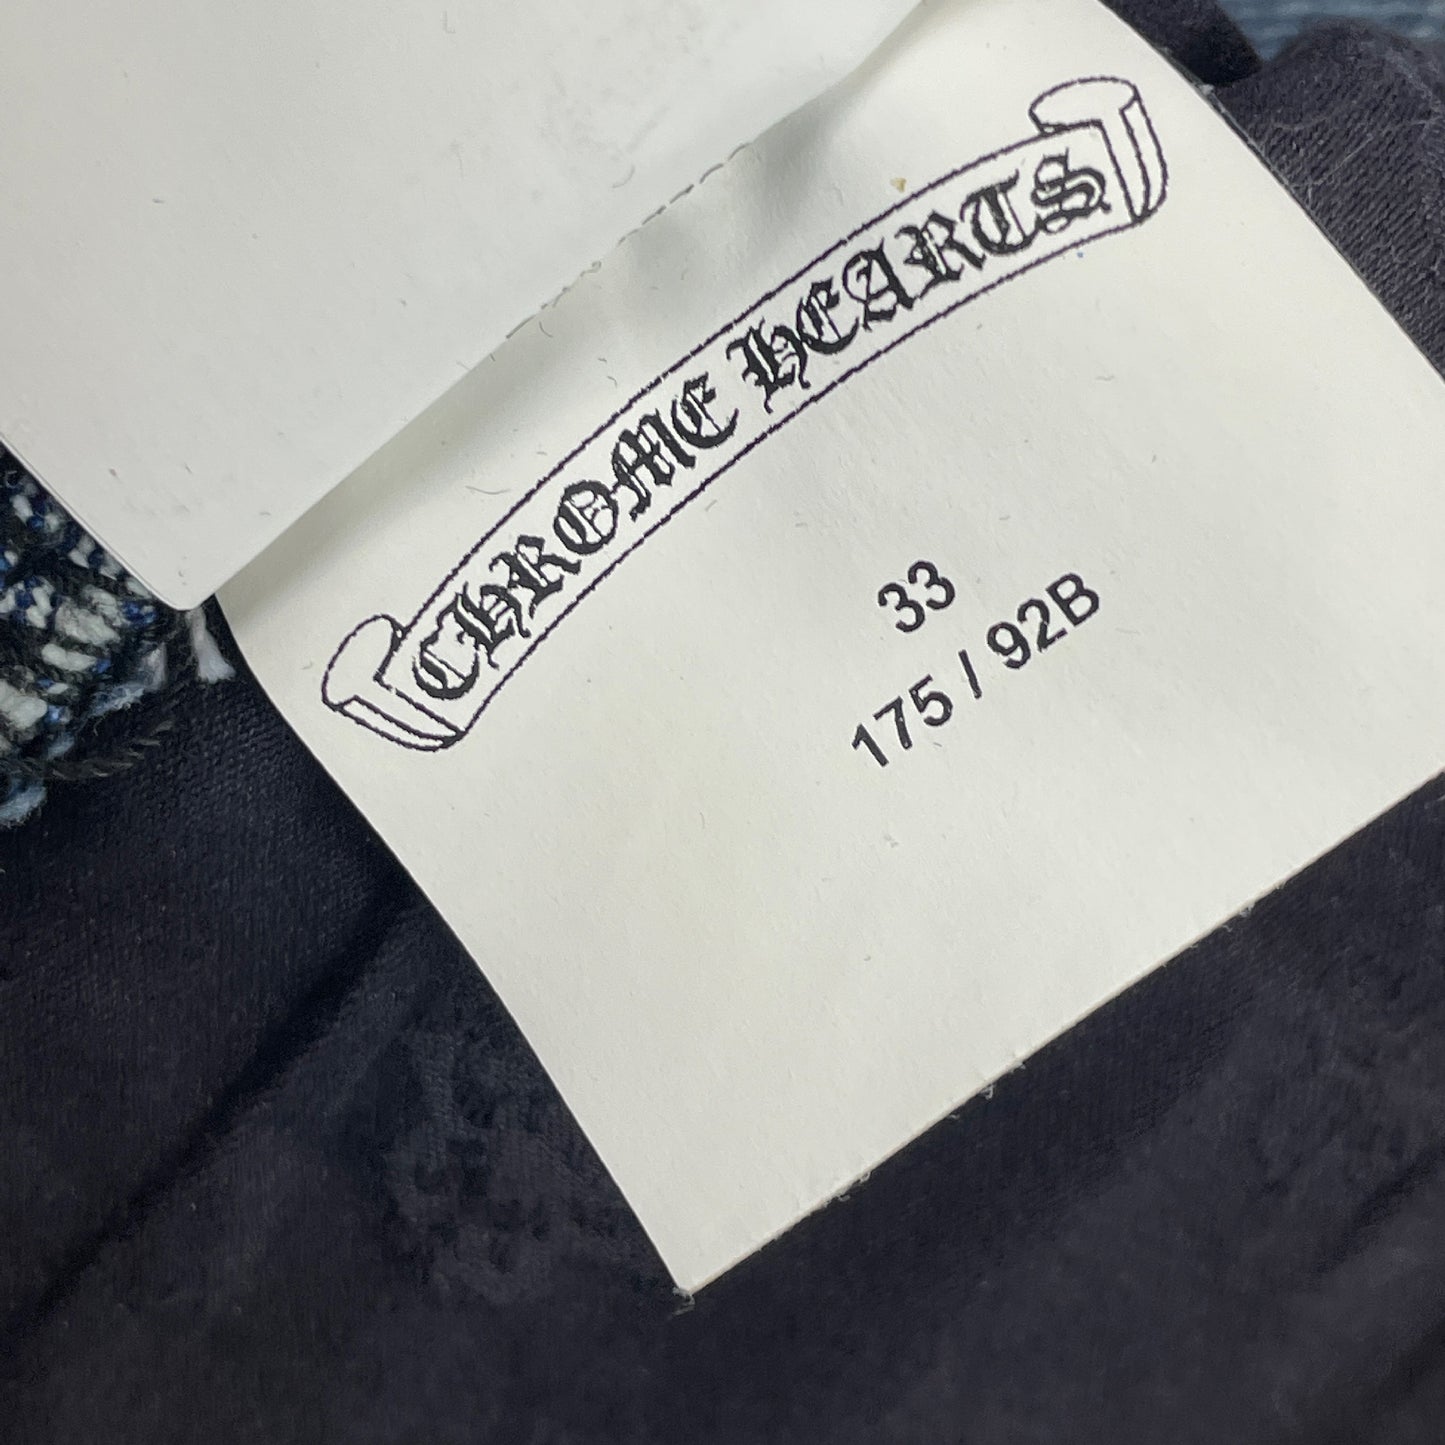 CHROME HEARTS
33
175 / 92B